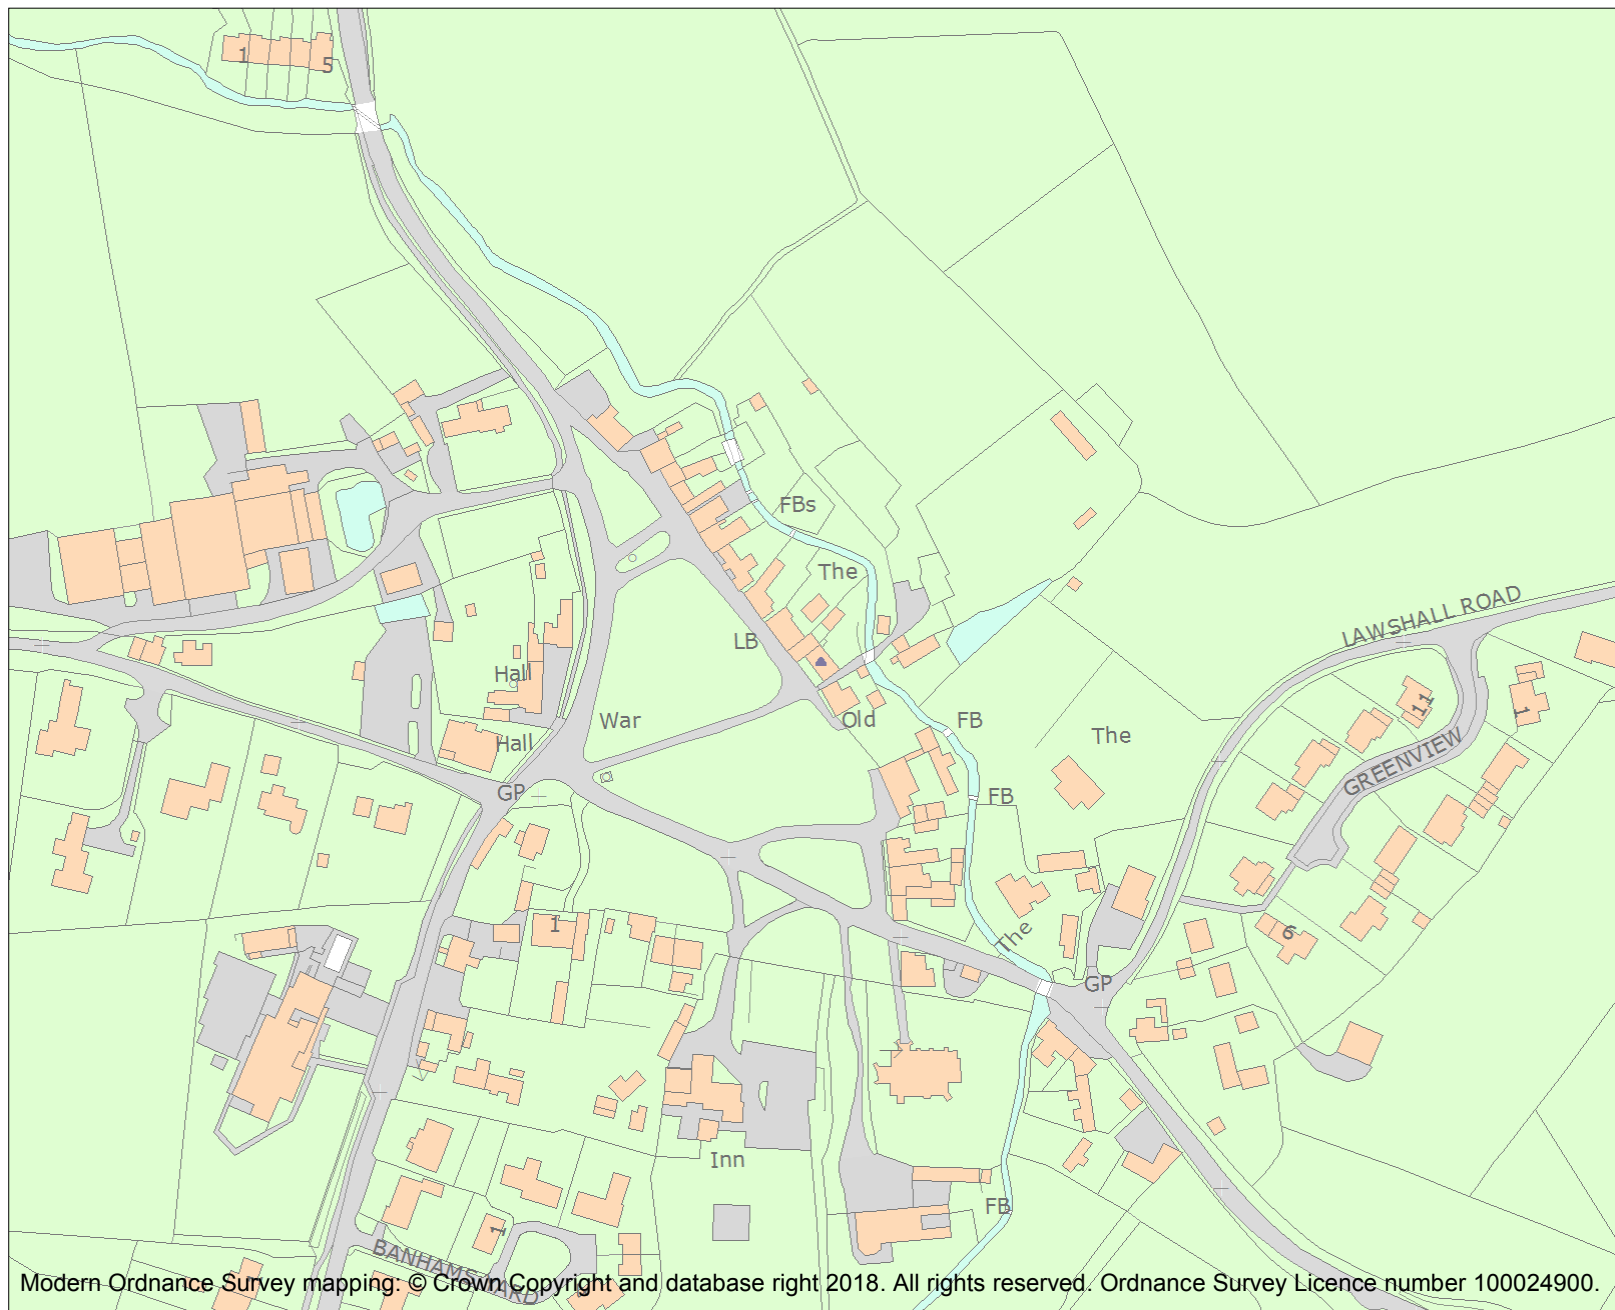 1
5
FBs
The
LAWSHALL ROAD
LB
Hall
War
Old
FB
Hall
The
11
1
GREENVIEW
GP
FB
1
The
6
GP
Inn
FB
1
BANHAMS YARD
Modern Ordnance Survey mapping: © Crown Copyright and database right 2018. All rights reserved. Ordnance Survey Licence number 100024900.